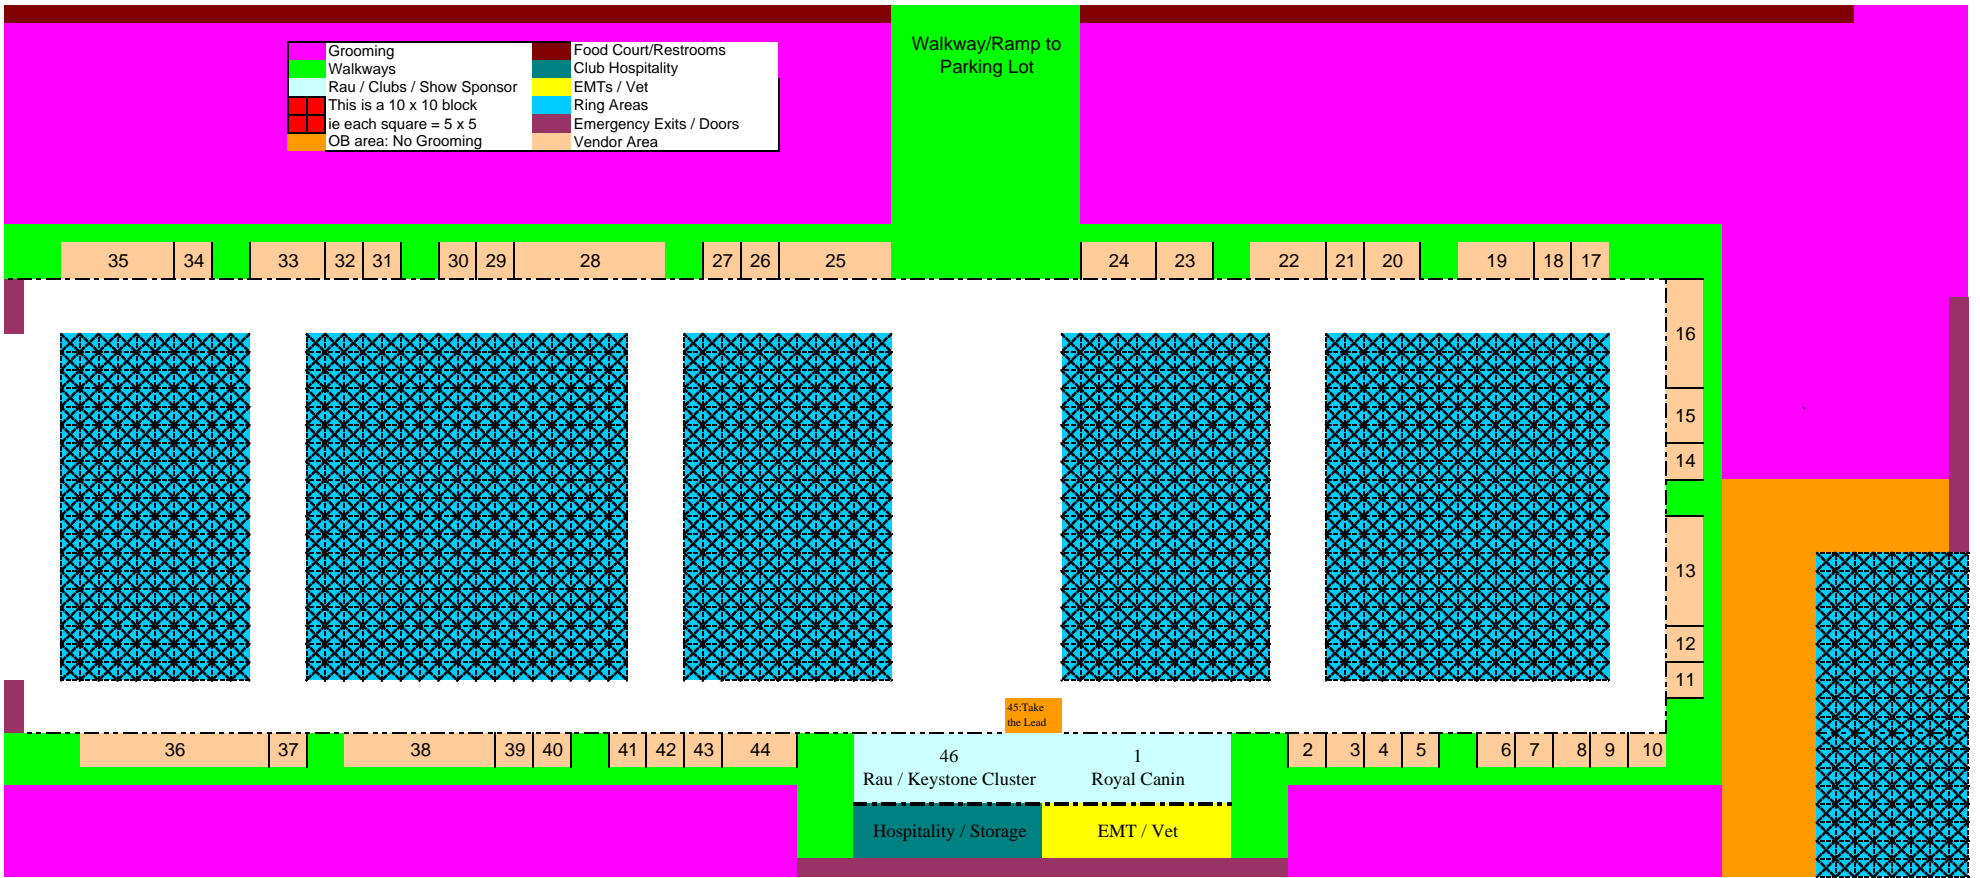 Walkway/Ramp to
Parking Lot
Grooming
Food Court/Restrooms
Walkways
Club Hospitality
Rau / Clubs / Show Sponsor
EMTs / Vet
This is a 10 x 10 block
Ring Areas
ie each square = 5 x 5
Emergency Exits / Doors
OB area: No Grooming
Vendor Area
35 34 33 32 31 30 29 28 27 26 25 24 23 22 21 20 19 18 17
16
15
14
13
12
11
45:Take
the Lead
36 37 38 39 40 41 42 43 44
46
Rau / Keystone Cluster
1
Royal Canin
2 3 4 5 6 7 8 9 10
Hospitality / Storage
EMT / Vet